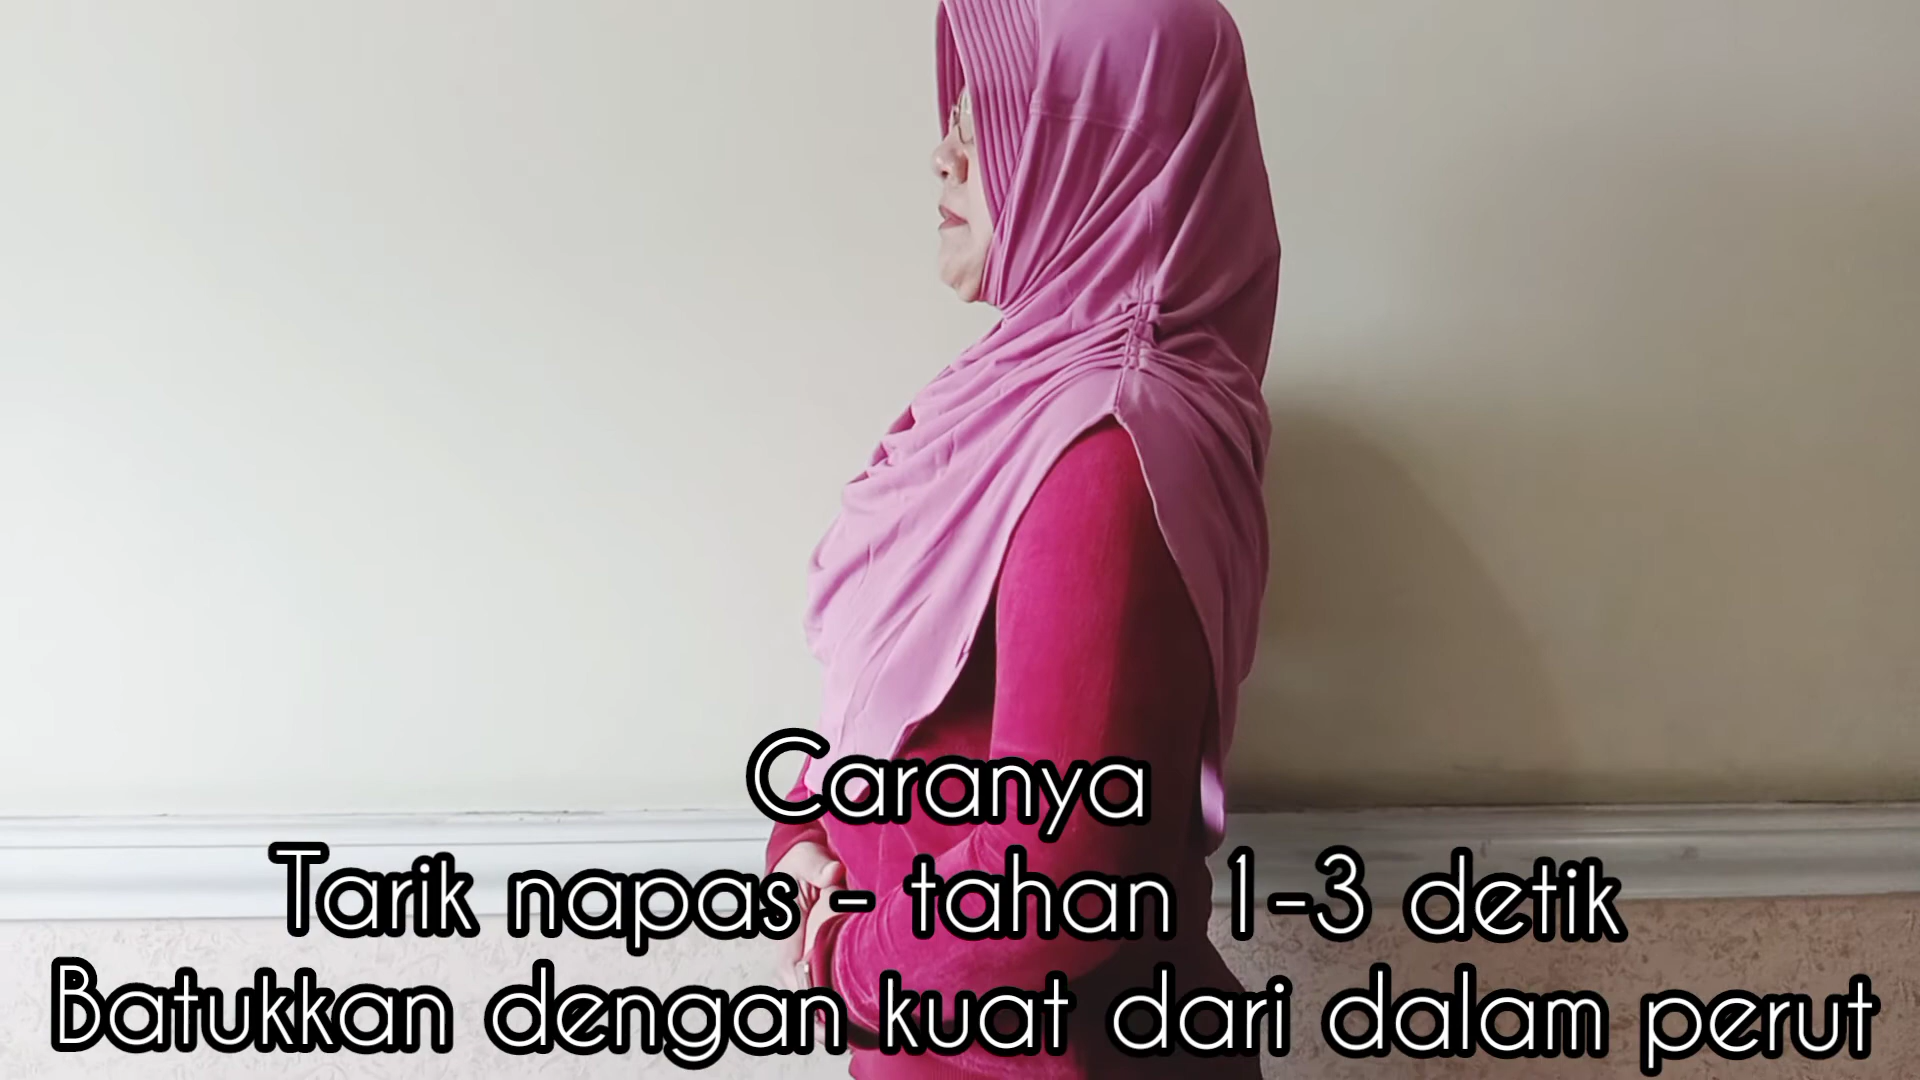 Caranya
Tarik napas - tahan 1-3 detik
Batukkan dengan kuat dari dalam perut